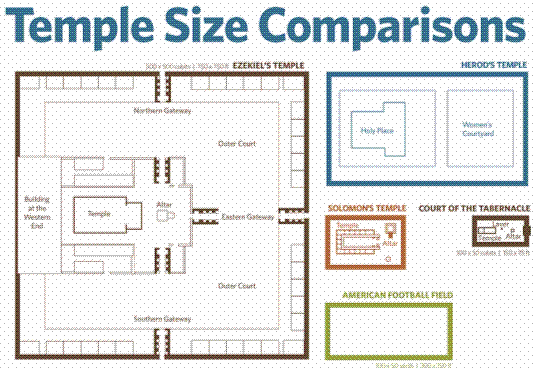 Temple Size Comparisons
500 x 500 cubits | 750 x 750 ft EZEKIEL'S TEMPLE
Northern Gateway
Outer Court
Building
at the
Western
End
Temple
Altar
Eastern Gateway
Outer Court
Southern Gateway
HEROD'S TEMPLE
Holy Place
Women's
Courtyard
SOLOMON'S TEMPLE
Temple
Altar
COURT OF THE TABERNACLE
Laver
Temple
Altar
100 x 50 cubits | 150 x 75 ft
AMERICAN FOOTBALL FIELD